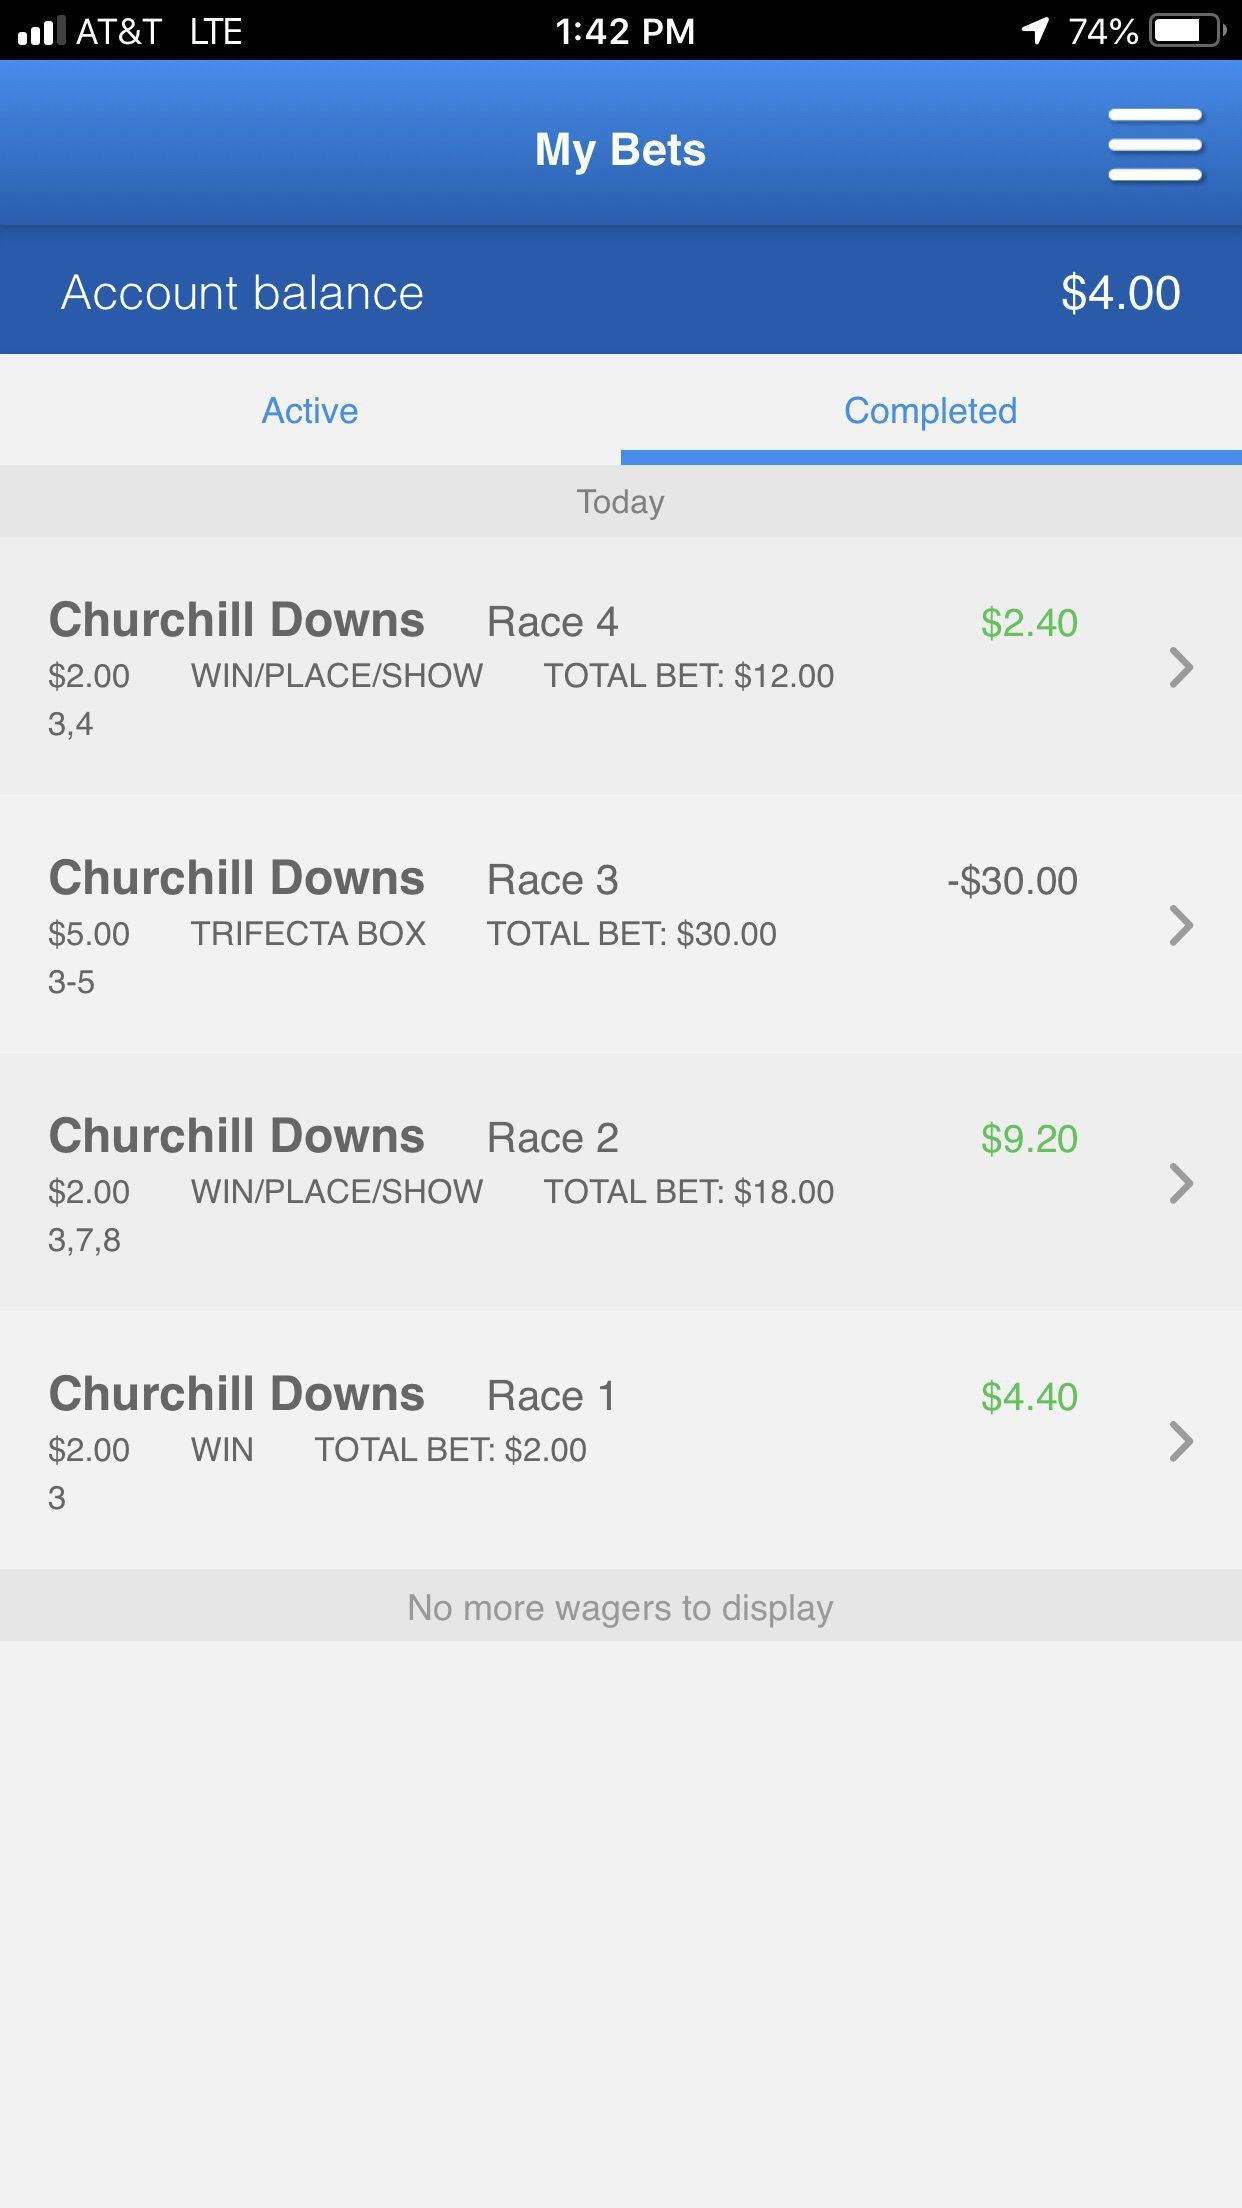 AT&T LTE 1:42 PM 74%
My Bets
Account balance $4.00
Active Completed
Today
Churchill Downs Race 4 $2.40
$2.00 WIN/PLACE/SHOW TOTAL BET: $12.00
3,4
Churchill Downs Race 3 -$30.00
$5.00 TRIFECTA BOX TOTAL BET: $30.00
3-5
Churchill Downs Race 2 $9.20
$2.00 WIN/PLACE/SHOW TOTAL BET: $18.00
3,7,8
Churchill Downs Race 1 $4.40
$2.00 WIN TOTAL BET: $2.00
3
No more wagers to display